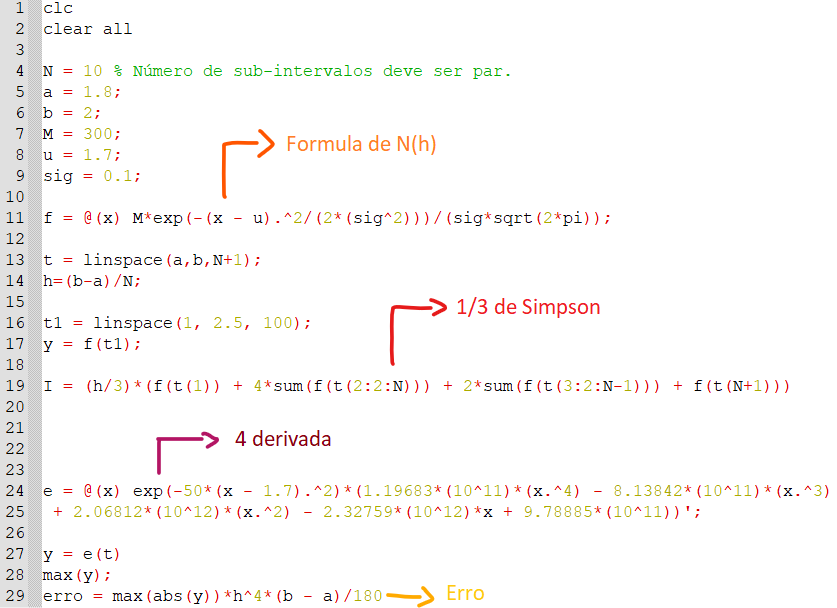 1 clc
2 clear all
3
4 N = 10 % Número de sub-intervalos deve ser par.
5 a = 1.8;
6 b = 2;
7 M = 300;
Formula de N(h)
8 u = 1.7;
9 sig = 0.1;
10
11 f = @(x) M*exp(-(x - u).^2/(2*(sig^2)))/(sig*sqrt(2*pi));
12
13 t = linspace(a,b,N+1);
14 h=(b-a)/N;
15
1/3 de Simpson
16 t1 = linspace(1, 2.5, 100);
17 y = f(t1);
18
19 I = (h/3)*(f(t(1)) + 4*sum(f(t(2:2:N))) + 2*sum(f(t(3:2:N-1))) + f(t(N+1)))
20
21
4 derivada
22
23
24 e = @(x) exp(-50*(x - 1.7).^2)*(1.19683*(10^11)*(x.^4) - 8.13842*(10^11)*(x.^3)
25 + 2.06812*(10^12)*(x.^2) - 2.32759*(10^12)*x + 9.78885*(10^11))';
26
27 y = e(t)
28 max(y);
29 erro = max(abs(y))*h^4*(b - a)/180 Erro